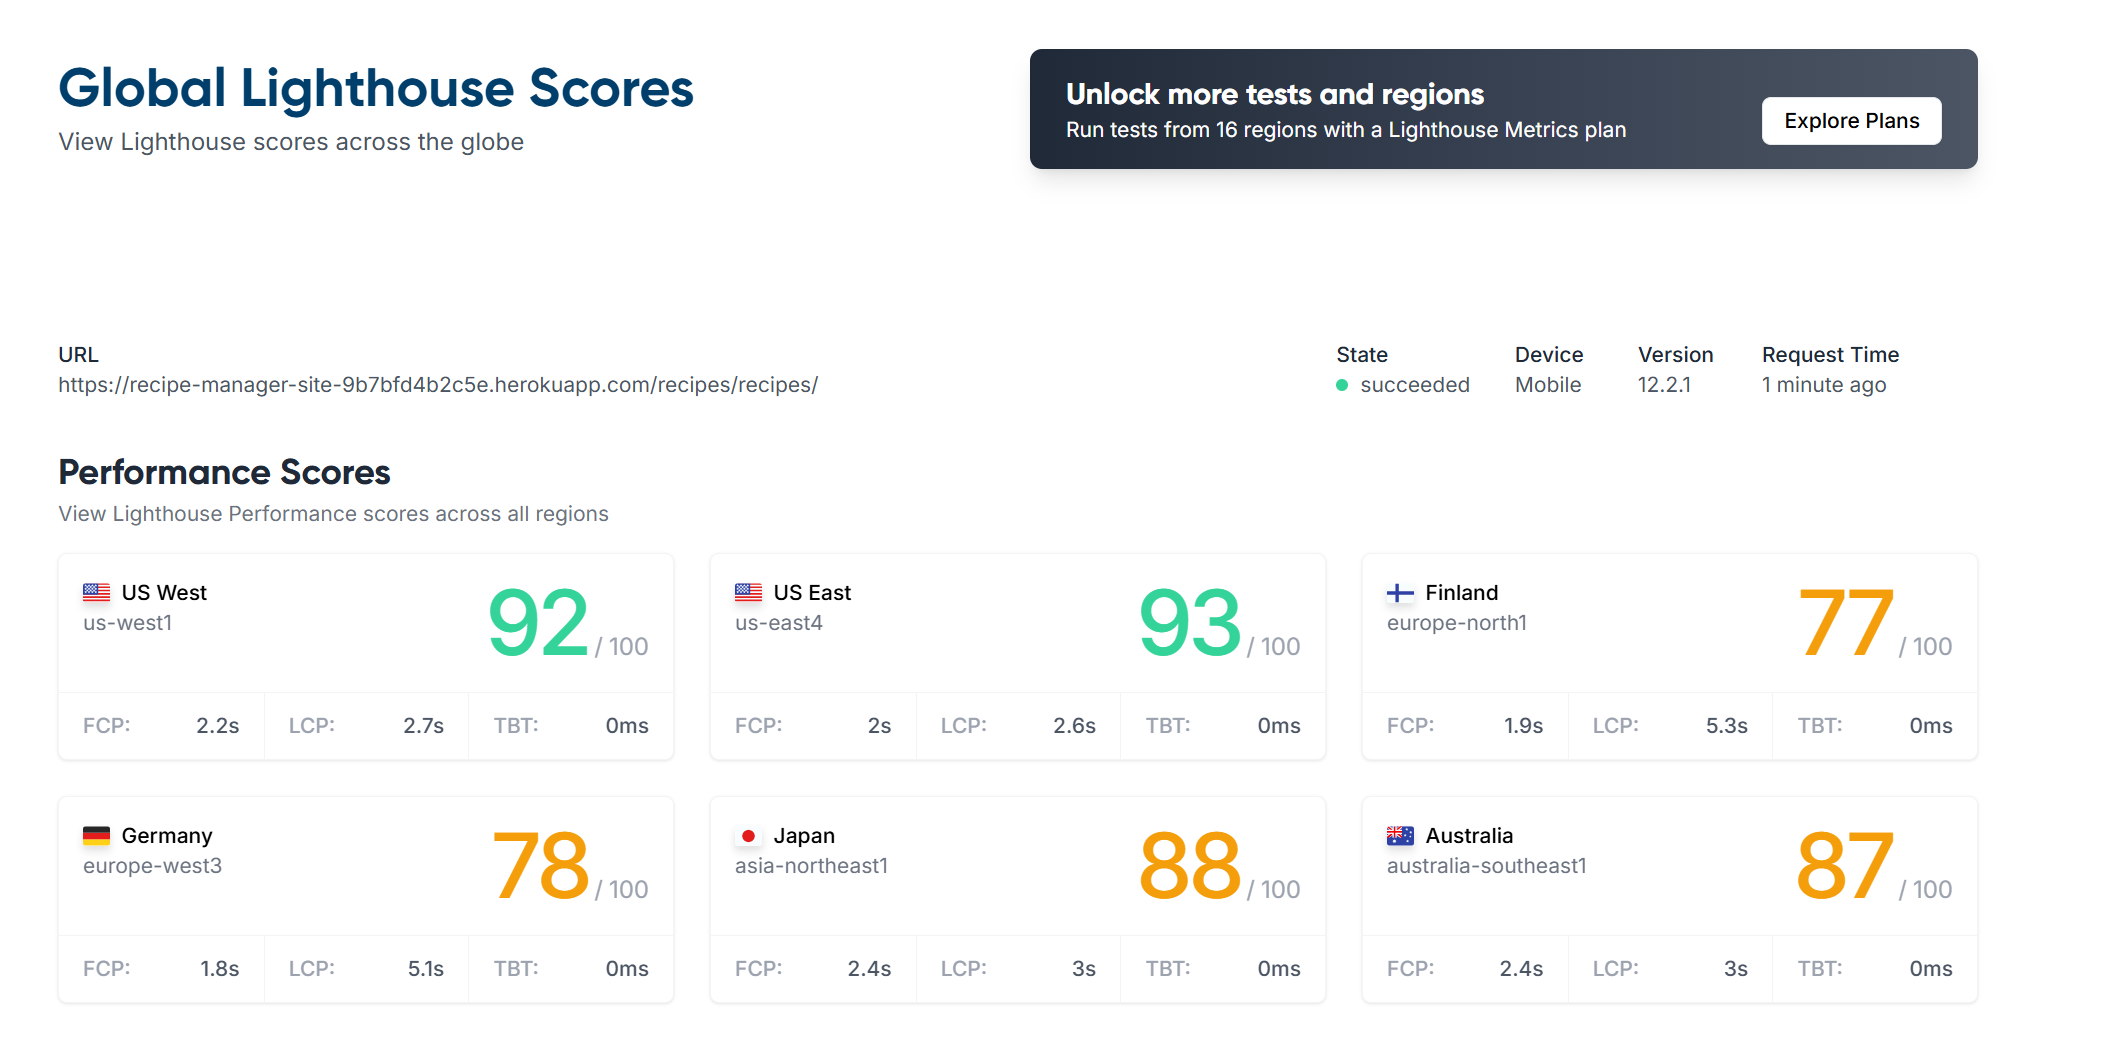 Global Lighthouse Scores
View Lighthouse scores across the globe
Unlock more tests and regions
Run tests from 16 regions with a Lighthouse Metrics plan
Explore Plans
URL
https://recipe-manager-site-9b7bfd4b2c5e.herokuapp.com/recipes/recipes/
State
succeeded
Device
Mobile
Version
12.2.1
Request Time
1 minute ago
Performance Scores
View Lighthouse Performance scores across all regions
US West
us-west1
92 / 100
FCP: 2.2s LCP: 2.7s TBT: 0ms
US East
us-east4
93 / 100
FCP: 2s LCP: 2.6s TBT: 0ms
Finland
europe-north1
77 / 100
FCP: 1.9s LCP: 5.3s TBT: 0ms
Germany
europe-west3
78 / 100
FCP: 1.8s LCP: 5.1s TBT: 0ms
Japan
asia-northeast1
88 / 100
FCP: 2.4s LCP: 3s TBT: 0ms
Australia
australia-southeast1
87 / 100
FCP: 2.4s LCP: 3s TBT: 0ms